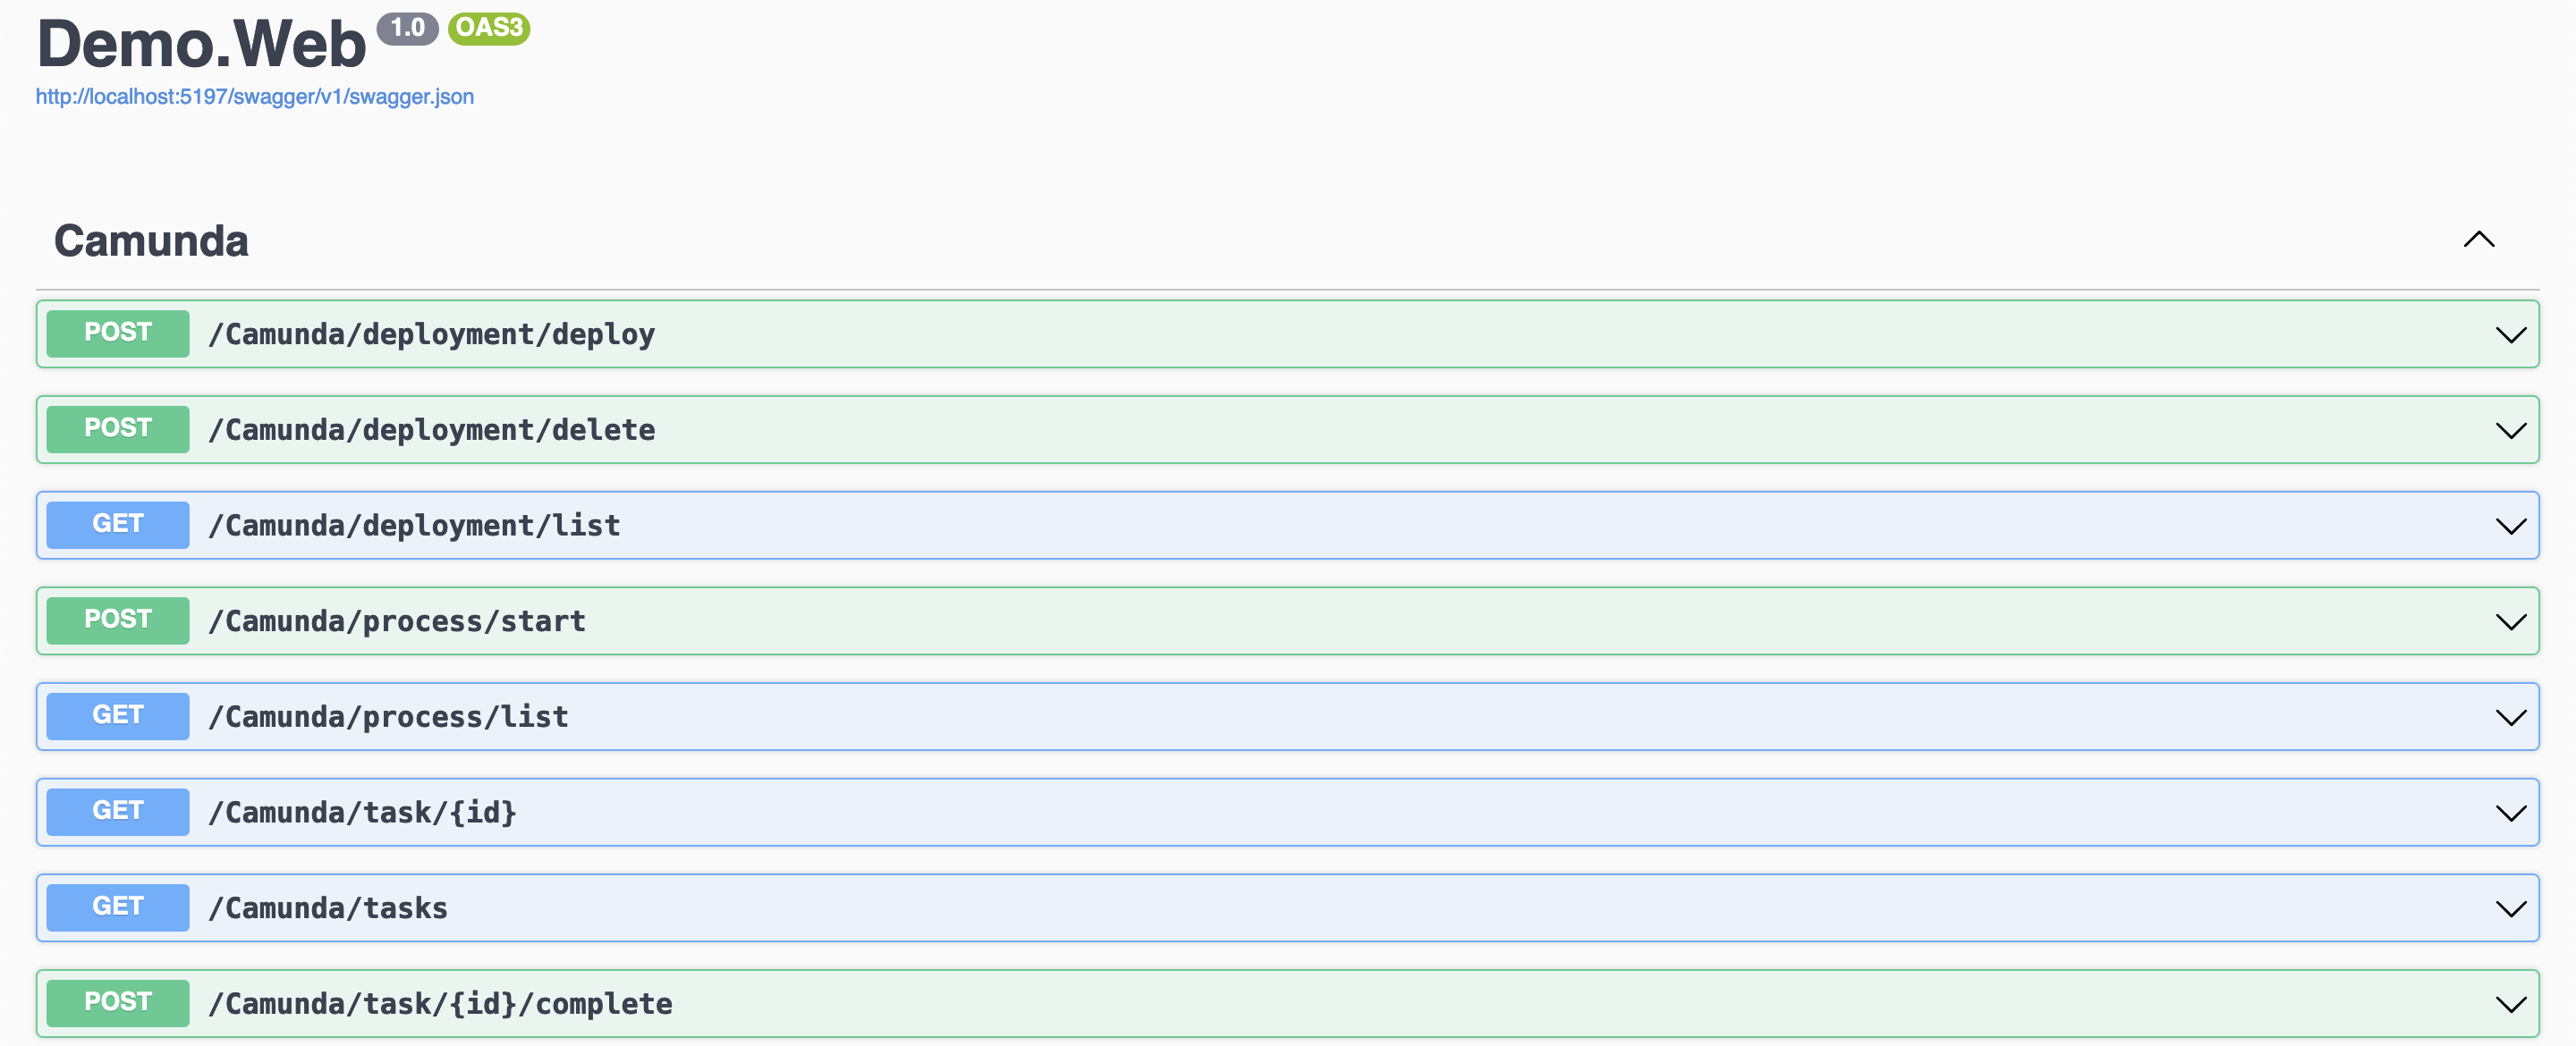 Demo.Web 1.0 OAS3
http://localhost:5197/swagger/v1/swagger.json
Camunda
POST /Camunda/deployment/deploy
POST /Camunda/deployment/delete
GET /Camunda/deployment/list
POST /Camunda/process/start
GET /Camunda/process/list
GET /Camunda/task/{id}
GET /Camunda/tasks
POST /Camunda/task/{id}/complete